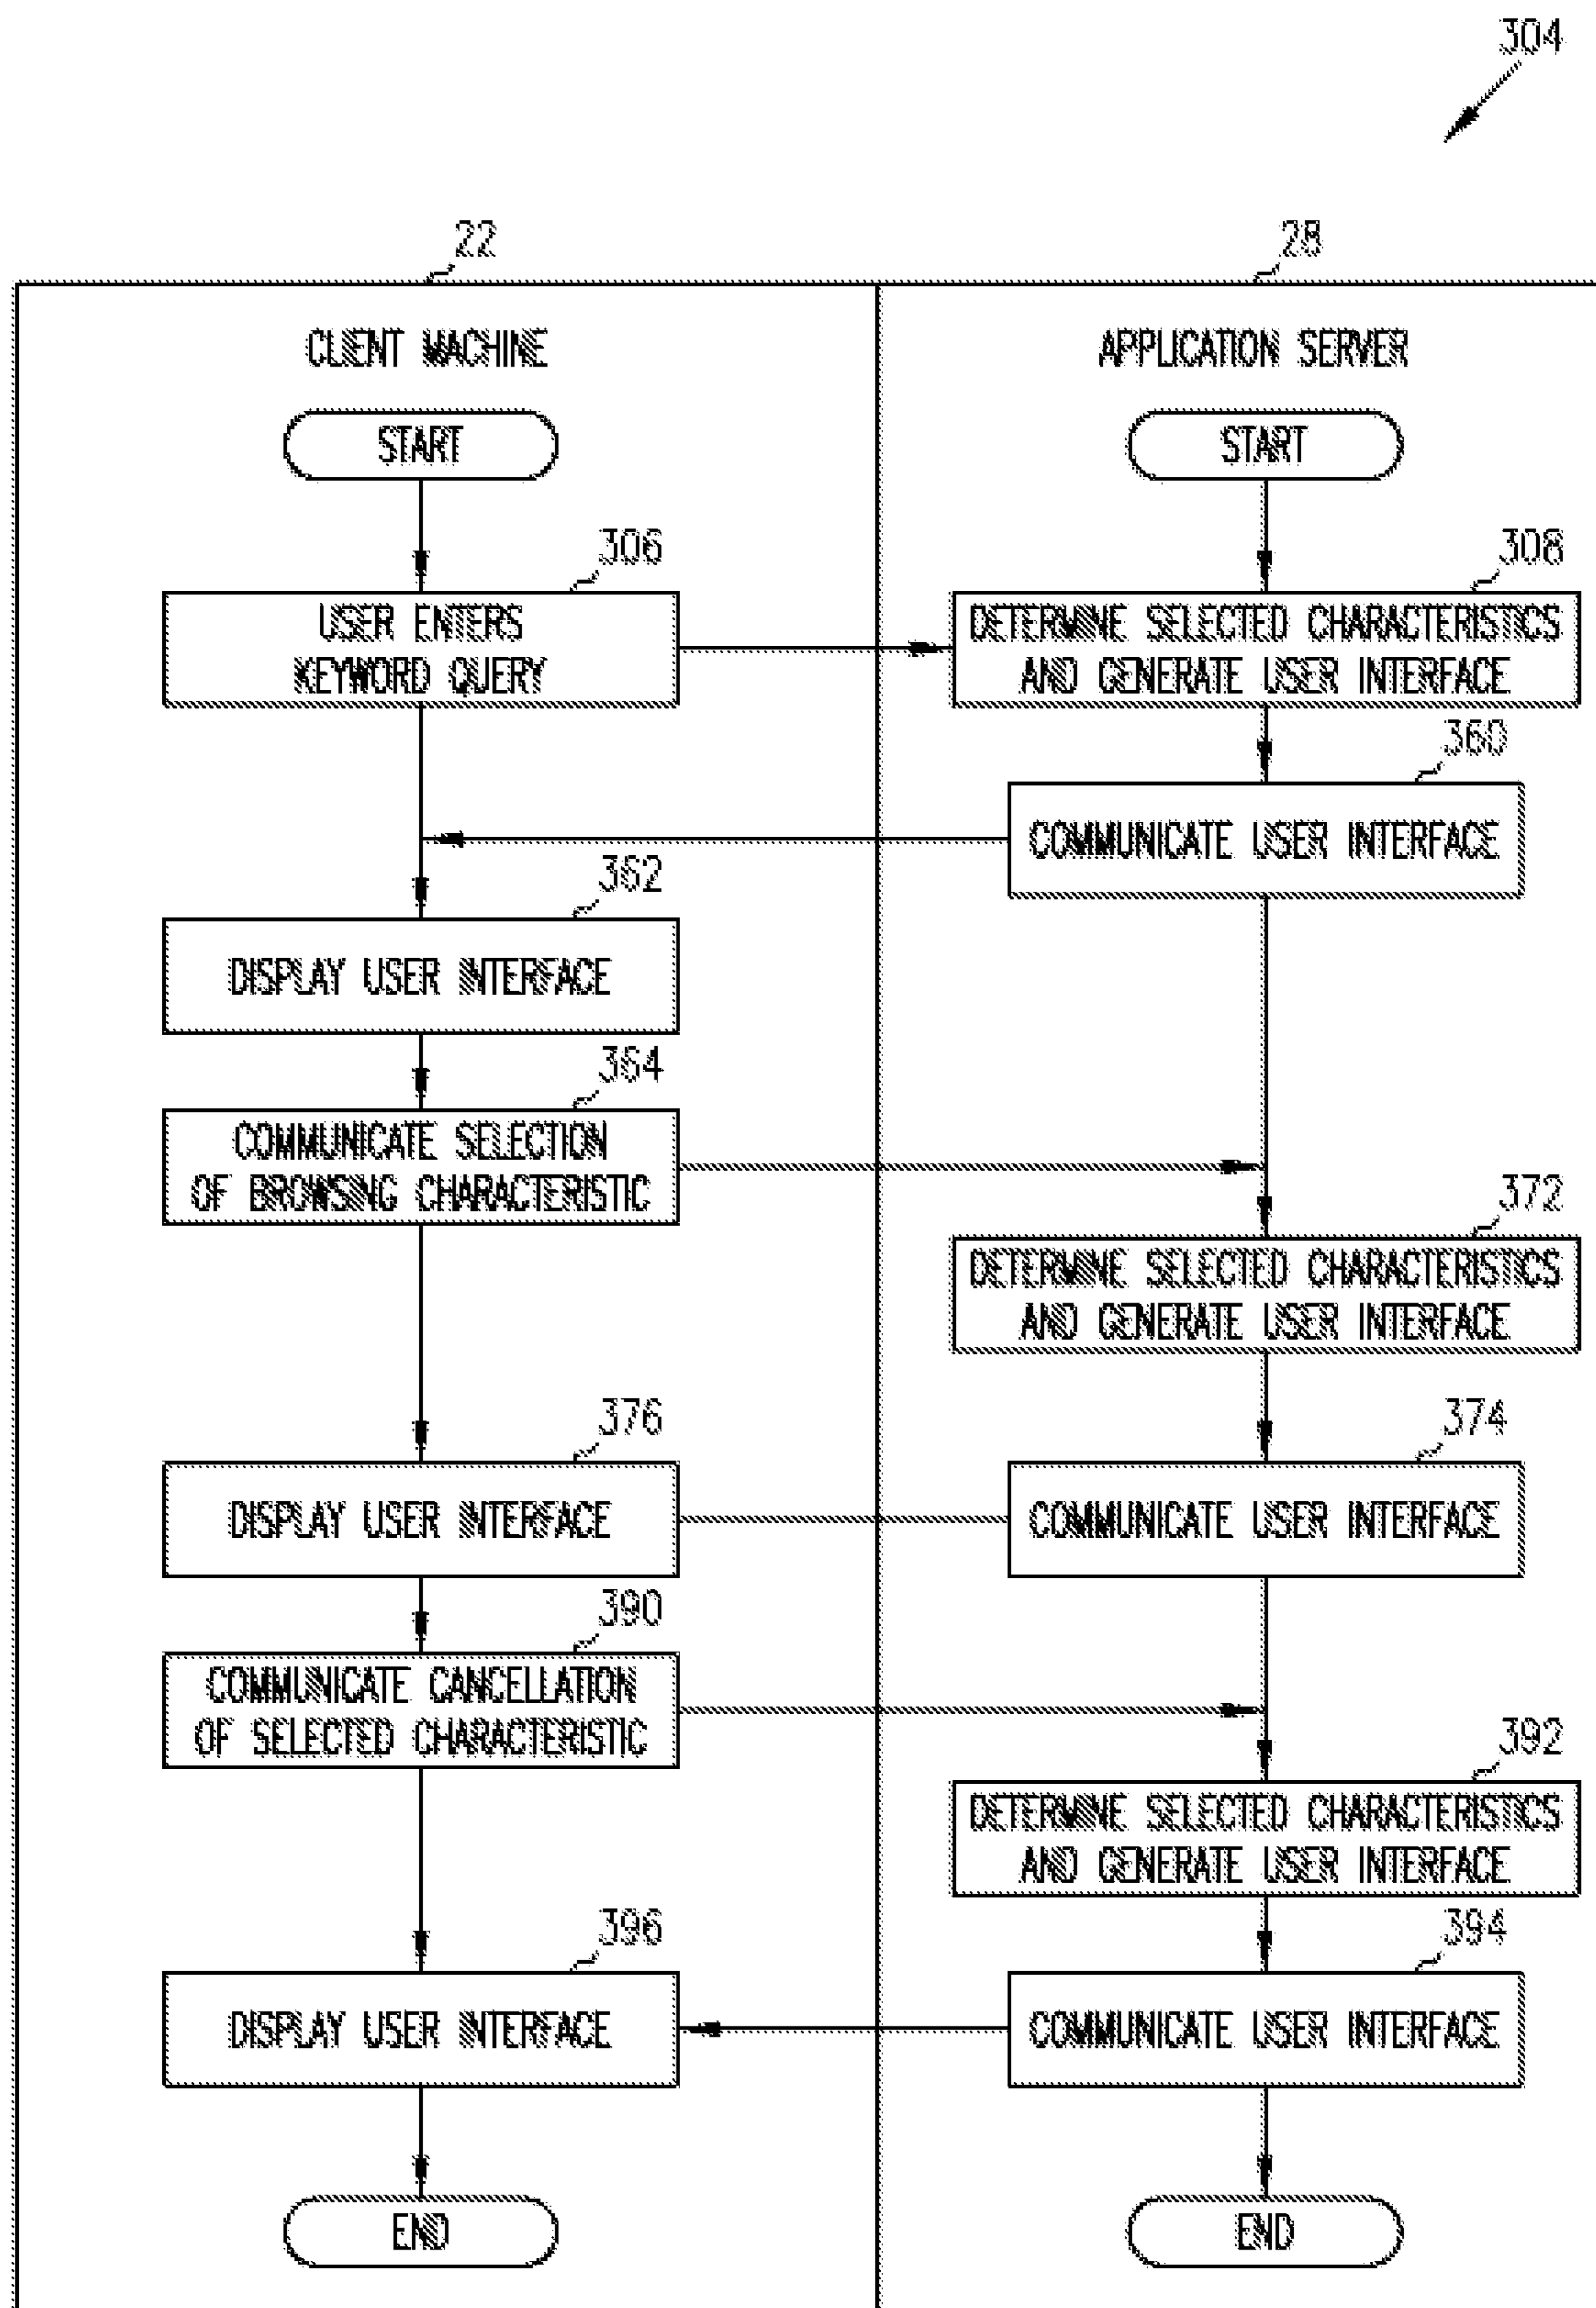 304
22
28
CLIENT MACHINE
APPLICATION SERVER
START
START
306
308
USER ENTERS
KEYWORD QUERY
DETERMINE SELECTED CHARACTERISTICS
AND GENERATE USER INTERFACE
360
COMMUNICATE USER INTERFACE
362
DISPLAY USER INTERFACE
364
COMMUNICATE SELECTION
OF BROWSING CHARACTERISTIC
372
DETERMINE SELECTED CHARACTERISTICS
AND GENERATE USER INTERFACE
376
374
DISPLAY USER INTERFACE
COMMUNICATE USER INTERFACE
390
COMMUNICATE CANCELLATION
OF SELECTED CHARACTERISTIC
392
DETERMINE SELECTED CHARACTERISTICS
AND GENERATE USER INTERFACE
396
394
DISPLAY USER INTERFACE
COMMUNICATE USER INTERFACE
END
END